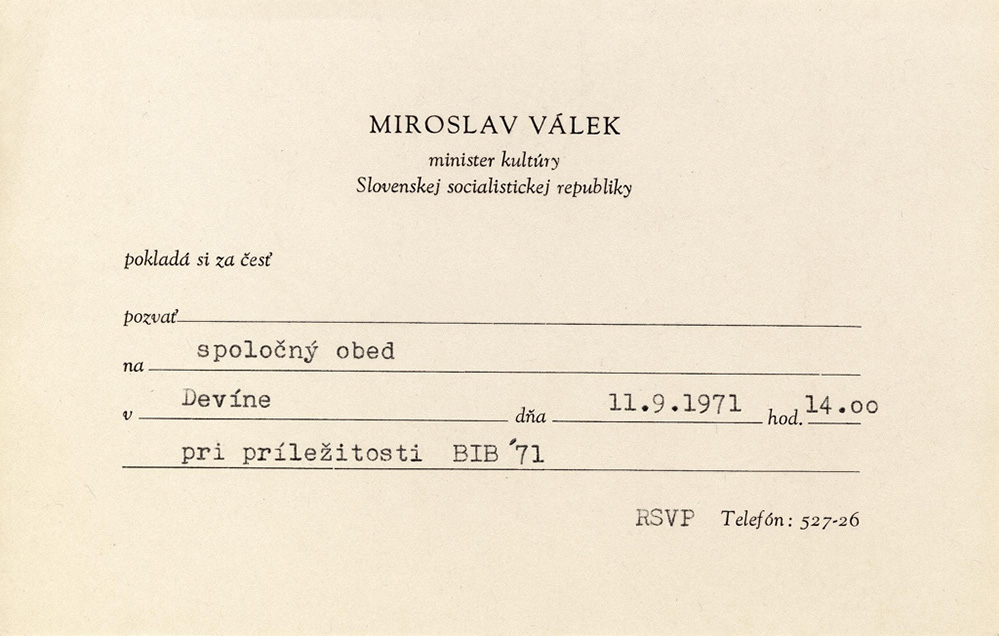 MIROSLAV VÁLEK
minister kultúry
Slovenskej socialistickej republiky
pokladá si za česť
pozvať
na spoločný obed
v Devíne dňa 11.9.1971 hod. 14.oo
pri príležitosti BIB ´71
RSVP Telefón: 527-26